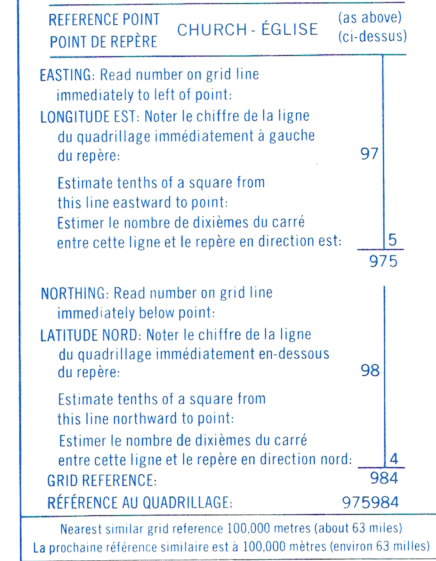 REFERENCE POINT CHURCH - ÉGLISE (as above)
POINT DE REPÈRE (ci-dessus)
EASTING: Read number on grid line
immediately to left of point:
LONGITUDE EST: Noter le chiffre de la ligne
du quadrillage immédiatement à gauche
du repère: 97
Estimate tenths of a square from
this line eastward to point:
Estimer le nombre de dixièmes du carré
entre cette ligne et le repère en direction est: 5
975
NORTHING: Read number on grid line
immediately below point:
LATITUDE NORD: Noter le chiffre de la ligne
du quadrillage immédiatement en-dessous
du repère: 98
Estimate tenths of a square from
this line northward to point:
Estimer le nombre de dixièmes du carré
entre cette ligne et le repère en direction nord: 4
GRID REFERENCE: 984
RÉFÉRENCE AU QUADRILLAGE: 975984
Nearest similar grid reference 100,000 metres (about 63 miles)
La prochaine référence similaire est à 100,000 mètres (environ 63 milles)